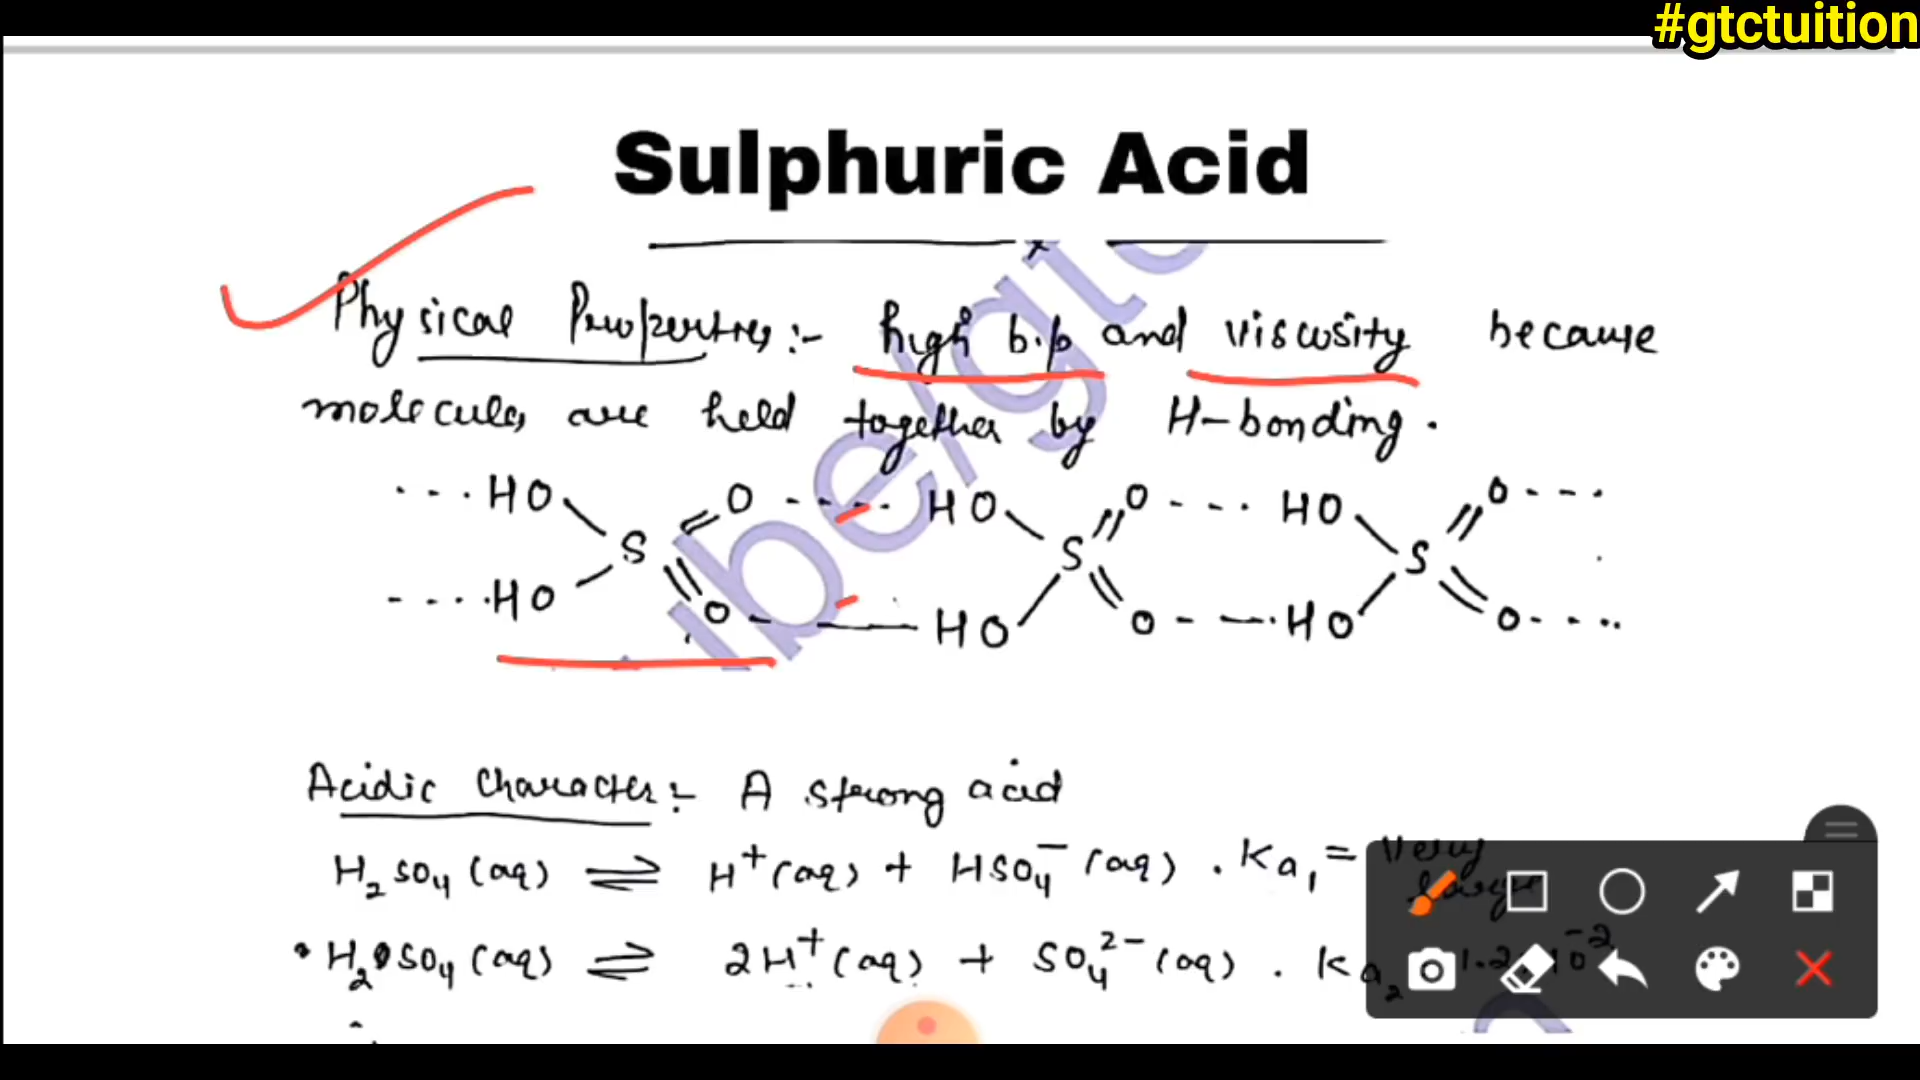 #gtctuition
Sulphuric Acid
Physical Properties :- high b.p and viscosity because
molecules are held together by H-bonding.
---HO O ---- HO O --- HO O ---
S S S
----HO O - --- HO O - --- HO O ----
Acidic Character :- A strong acid
H₂SO₄ (aq) ⇌ H⁺(aq) + HSO₄⁻ (aq) . Ka₁ = Very
large
H₂SO₄ (aq) ⇌ 2H⁺(aq) + SO₄²⁻ (aq) . Ka₂